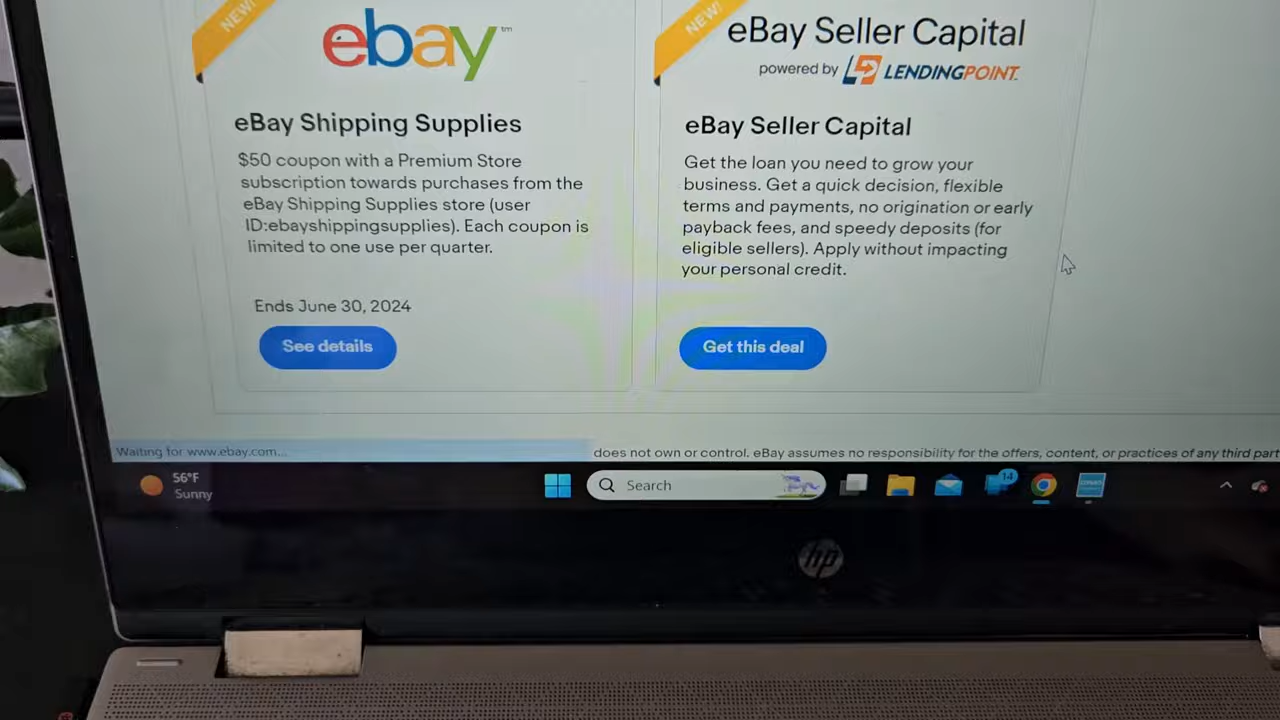 NEW!
ebay™
eBay Shipping Supplies
$50 coupon with a Premium Store
subscription towards purchases from the
eBay Shipping Supplies store (user
ID:ebayshippingsupplies). Each coupon is
limited to one use per quarter.
Ends June 30, 2024
See details
NEW!
eBay Seller Capital
powered by LENDINGPOINT.
eBay Seller Capital
Get the loan you need to grow your
business. Get a quick decision, flexible
terms and payments, no origination or early
payback fees, and speedy deposits (for
eligible sellers). Apply without impacting
your personal credit.
Get this deal
Waiting for www.ebay.com...
does not own or control. eBay assumes no responsibility for the offers, content, or practices of any third part
56°F
Sunny
Search
14
hp